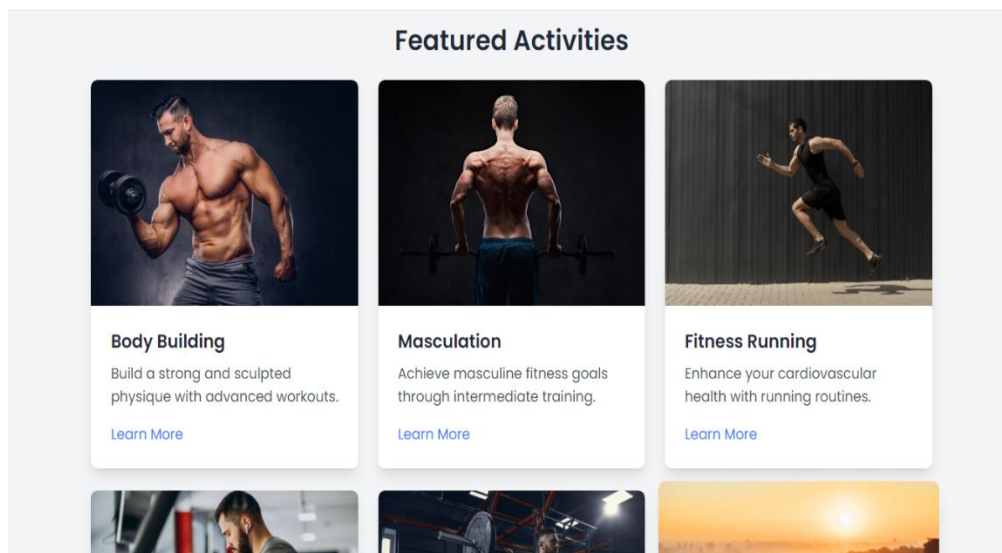 Featured Activities
Body Building
Build a strong and sculpted
physique with advanced workouts.
Learn More
Masculation
Achieve masculine fitness goals
through intermediate training.
Learn More
Fitness Running
Enhance your cardiovascular
health with running routines.
Learn More